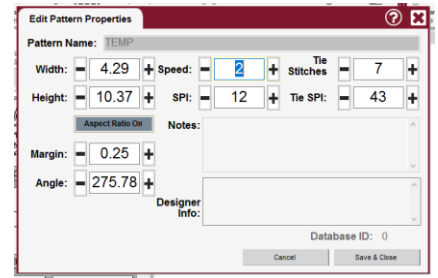 Edit Pattern Properties
Pattern Name: TEMP
Width: 4.29 Speed: 2 Tie Stitches 7
Height: 10.37 SPI: 12 Tie SPI: 43
Aspect Ratio On Notes:
Margin: 0.25
Angle: 275.78
Designer Info:
Database ID: 0
Cancel Save & Close